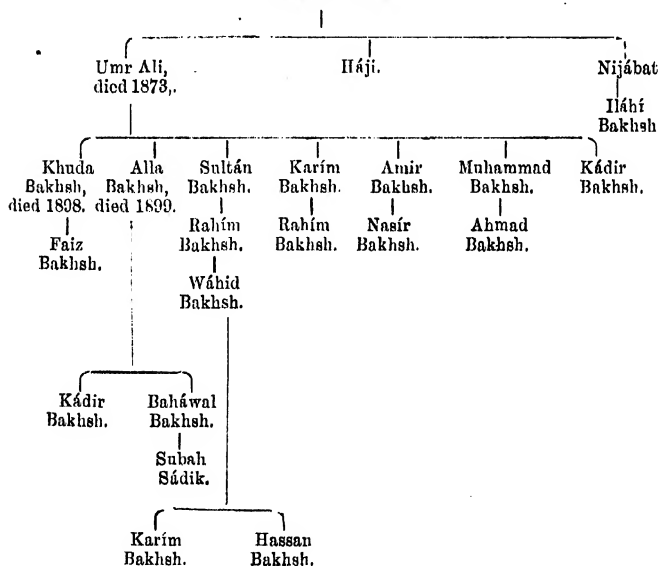 Umr Ali, Háji. Nijábat
died 1873,.
Iláhí
Bakhsh
Khuda Alla Sultán Karím Amir Muhammad Kádir
Bakhsh, Bakhsh, Bakhsh. Bakhsh. Bakhsh. Bakhsh. Bakhsh.
died 1898. died 1899.
Faiz Rahím Rahím Nasír Ahmad
Bakhsh. Bakhsh. Bakhsh. Bakhsh. Bakhsh.
Wáhid
Bakhsh.
Kádir Baháwal
Bakhsh. Bakhsh.
Subah
Sádik.
Karím Hassan
Bakhsh. Bakhsh.